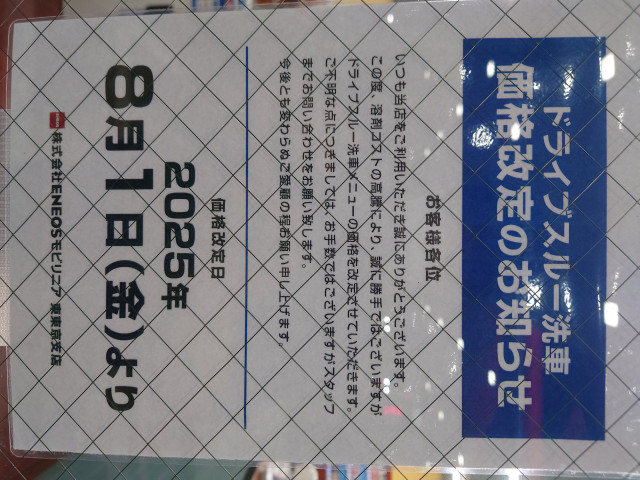 ドライブスルー洗車
価格改定のお知らせ
お客様各位
いつも当店をご利用いただき誠にありがとうございます。
この度、溶剤コストの高騰により、誠に勝手ではございますが
ドライブスルー洗車メニューの価格を改定させていただきます。
ご不明な点につきましては、お手数ではございますがスタッフ
までお問い合わせをお願い致します。
今後とも変わらぬご愛顧の程お願い申し上げます。
価格改定日
2025年
8月1日(金)より
株式会社ENEOSモビリニア 東東京支店